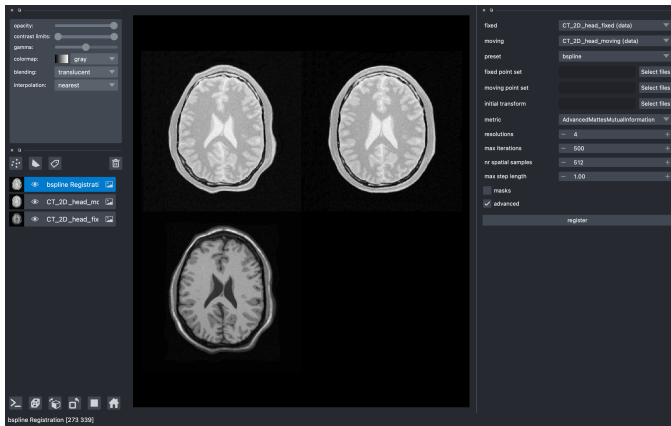 opacity:
contrast limits:
gamma:
colormap: gray
blending: translucent
interpolation: nearest
bspline Registrati
CT_2D_head_mc
CT_2D_head_fix
bspline Registration [273 339]
fixed CT_2D_head_fixed (data)
moving CT_2D_head_moving (data)
preset bspline
fixed point set Select files
moving point set Select files
initial transform Select files
metric AdvancedMattesMutualInformation
resolutions − 4 +
max iterations − 500 +
nr spatial samples − 512 +
max step length − 1.00 +
masks
advanced
register